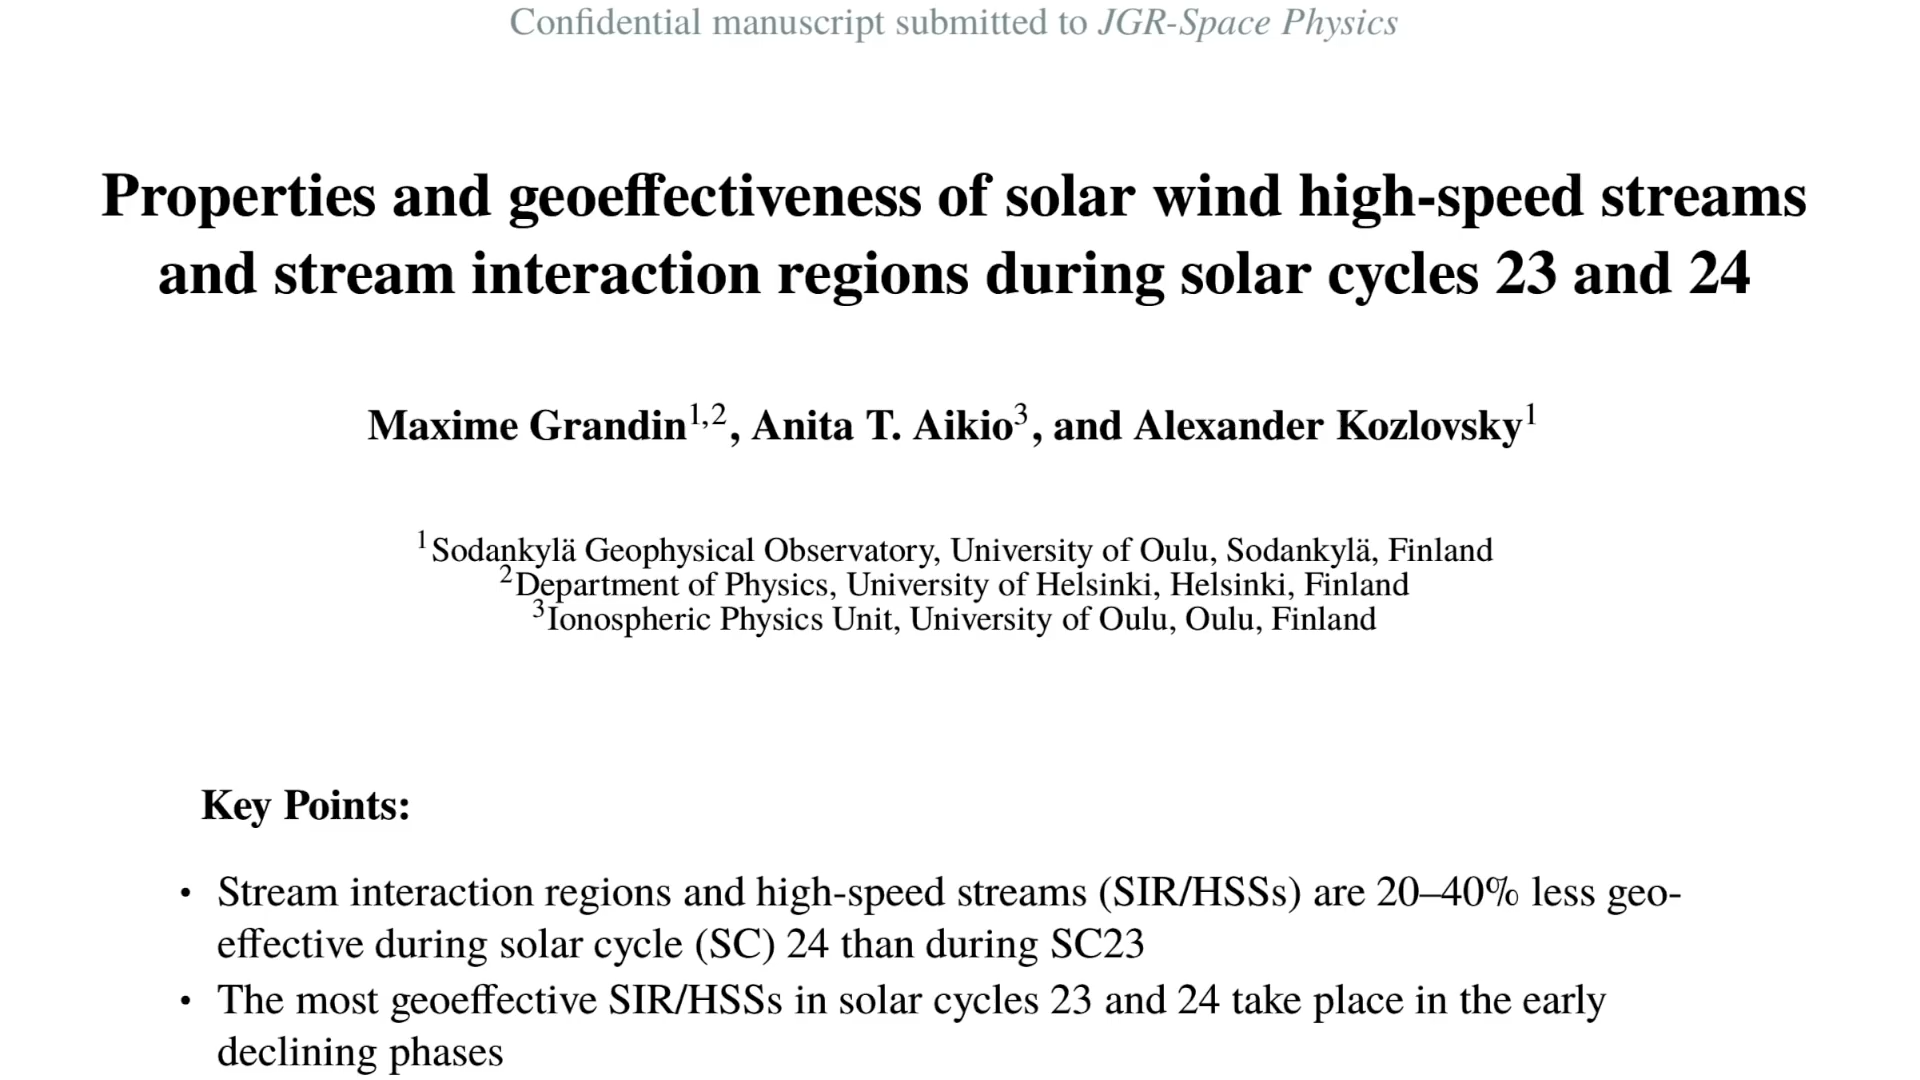 Confidential manuscript submitted to JGR-Space Physics
Properties and geoeffectiveness of solar wind high-speed streams
and stream interaction regions during solar cycles 23 and 24
Maxime Grandin1,2, Anita T. Aikio3, and Alexander Kozlovsky1
1Sodankylä Geophysical Observatory, University of Oulu, Sodankylä, Finland
2Department of Physics, University of Helsinki, Helsinki, Finland
3Ionospheric Physics Unit, University of Oulu, Oulu, Finland
Key Points:
• Stream interaction regions and high-speed streams (SIR/HSSs) are 20–40% less geo-
effective during solar cycle (SC) 24 than during SC23
• The most geoeffective SIR/HSSs in solar cycles 23 and 24 take place in the early
declining phases